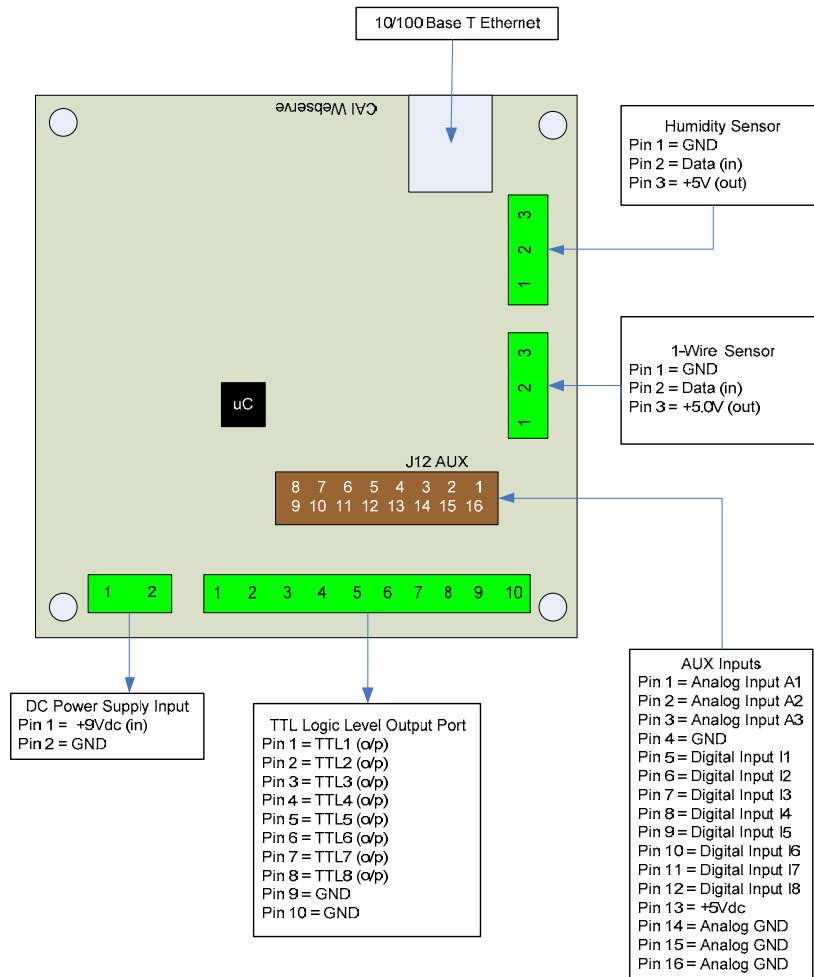 10/100 Base T Ethernet
CAI Webserve
Humidity Sensor
Pin 1 = GND
Pin 2 = Data (in)
Pin 3 = +5V (out)
3
2
1
1-Wire Sensor
Pin 1 = GND
Pin 2 = Data (in)
Pin 3 = +5.0V (out)
3
2
1
uC
J12 AUX
8 7 6 5 4 3 2 1
9 10 11 12 13 14 15 16
1 2
1 2 3 4 5 6 7 8 9 10
DC Power Supply Input
Pin 1 = +9Vdc (in)
Pin 2 = GND
TTL Logic Level Output Port
Pin 1 = TTL1 (o/p)
Pin 2 = TTL2 (o/p)
Pin 3 = TTL3 (o/p)
Pin 4 = TTL4 (o/p)
Pin 5 = TTL5 (o/p)
Pin 6 = TTL6 (o/p)
Pin 7 = TTL7 (o/p)
Pin 8 = TTL8 (o/p)
Pin 9 = GND
Pin 10 = GND
AUX Inputs
Pin 1 = Analog Input A1
Pin 2 = Analog Input A2
Pin 3 = Analog Input A3
Pin 4 = GND
Pin 5 = Digital Input I1
Pin 6 = Digital Input I2
Pin 7 = Digital Input I3
Pin 8 = Digital Input I4
Pin 9 = Digital Input I5
Pin 10 = Digital Input I6
Pin 11 = Digital Input I7
Pin 12 = Digital Input I8
Pin 13 = +5Vdc
Pin 14 = Analog GND
Pin 15 = Analog GND
Pin 16 = Analog GND